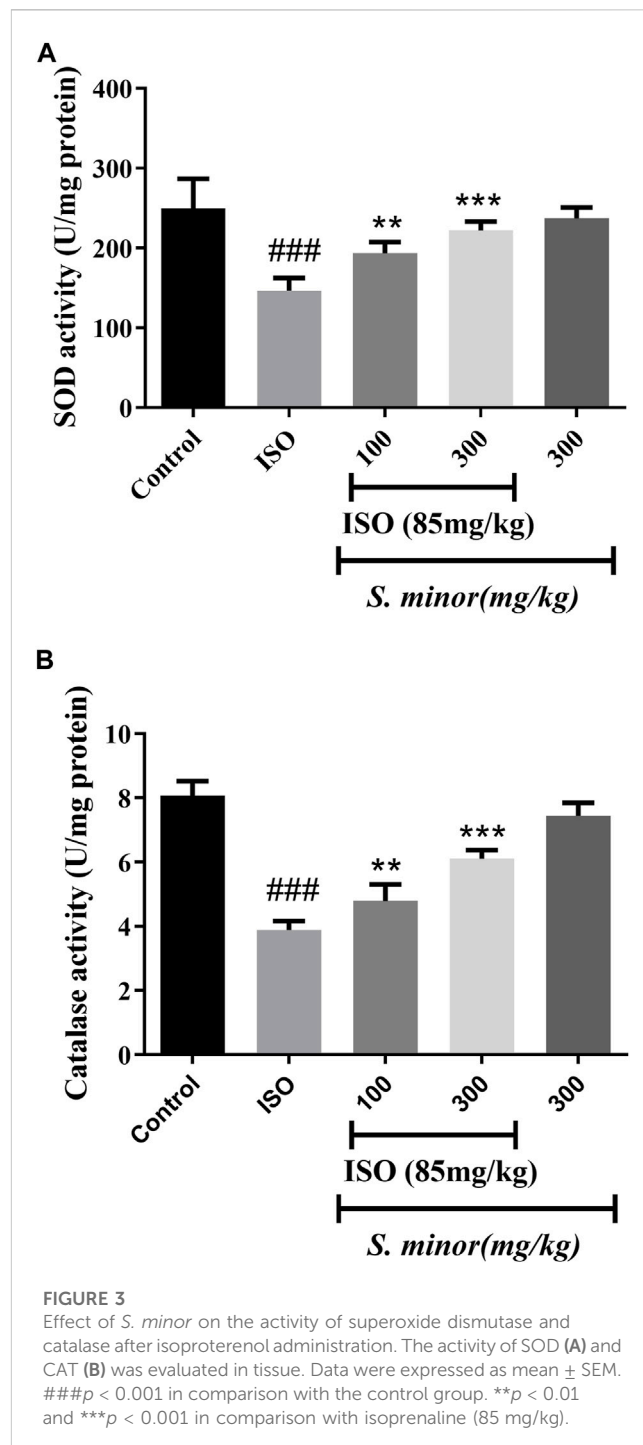 A
SOD activity (U/mg protein)
400
300
200
100
0
###
**
***
Control
ISO
100
300
300
ISO (85mg/kg)
S. minor(mg/kg)
B
Catalase activity (U/mg protein)
10
8
6
4
2
0
###
**
***
Control
ISO
100
300
300
ISO (85mg/kg)
S. minor(mg/kg)
FIGURE 3
Effect of S. minor on the activity of superoxide dismutase and
catalase after isoproterenol administration. The activity of SOD (A) and
CAT (B) was evaluated in tissue. Data were expressed as mean ± SEM.
###p < 0.001 in comparison with the control group. **p < 0.01
and ***p < 0.001 in comparison with isoprenaline (85 mg/kg).